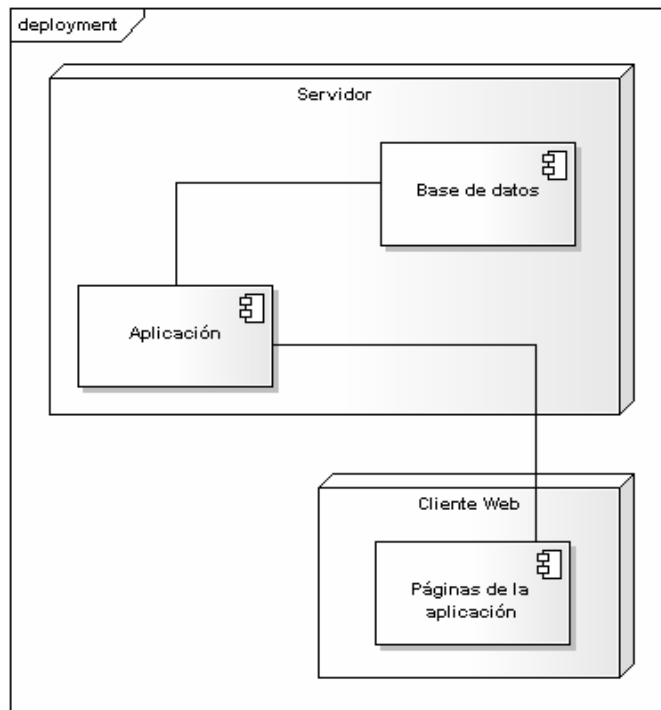 deployment
Servidor
Base de datos
Aplicación
Cliente Web
Páginas de la
aplicación